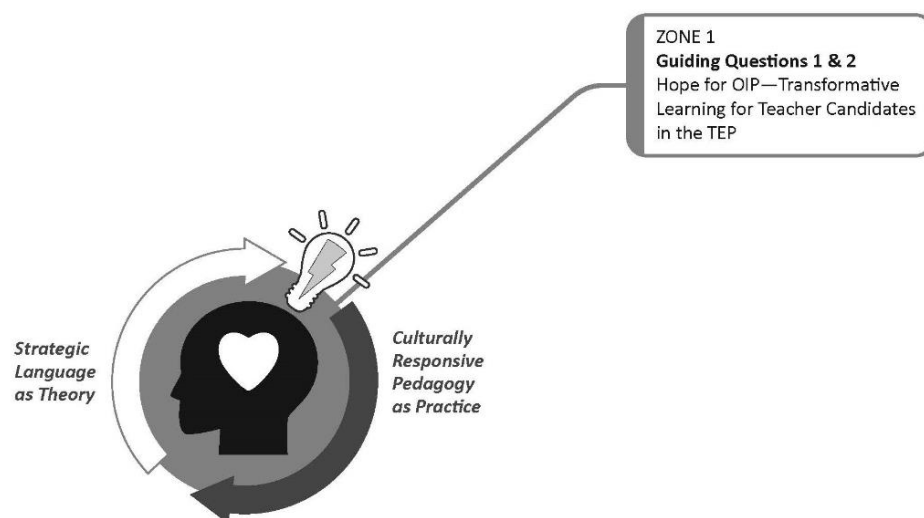 ZONE 1
Guiding Questions 1 & 2
Hope for OIP—Transformative
Learning for Teacher Candidates
in the TEP
Strategic
Language
as Theory
Culturally
Responsive
Pedagogy
as Practice